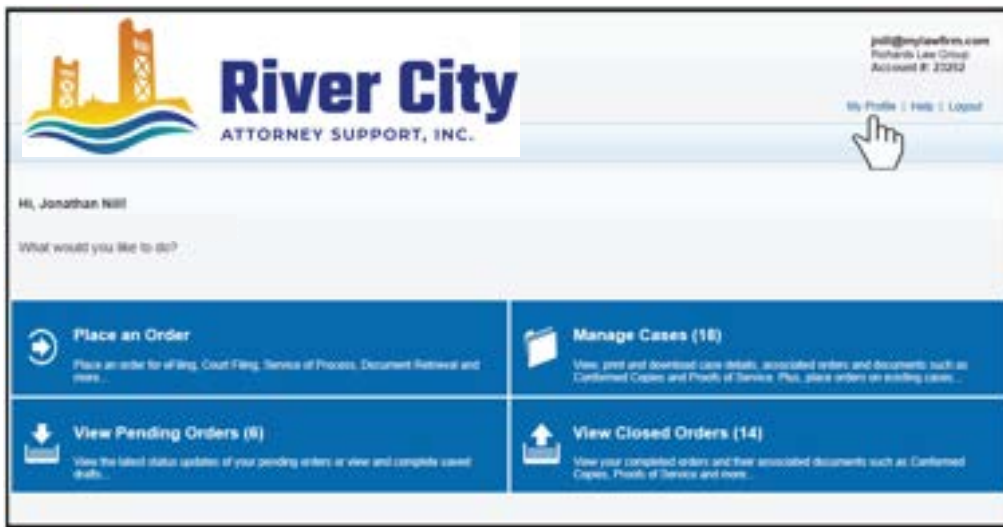 River City
ATTORNEY SUPPORT, INC.
@mylawfirm.com
Richards Law Group
Account #: 23252
My Profile | Help | Logout
Hi, Jonathan Nill!
What would you like to do?
Place an Order
Place an order for eFiling, Court Filing, Service of Process, Document Retrieval and
more...
Manage Cases (18)
View, print and download case details, associated orders and documents such as
Conformed Copies and Proofs of Service. Plus, place orders on existing cases...
View Pending Orders (6)
View the latest status updates of your pending orders or view and complete saved
drafts...
View Closed Orders (14)
View your completed orders and their associated documents such as Conformed
Copies, Proofs of Service and more...